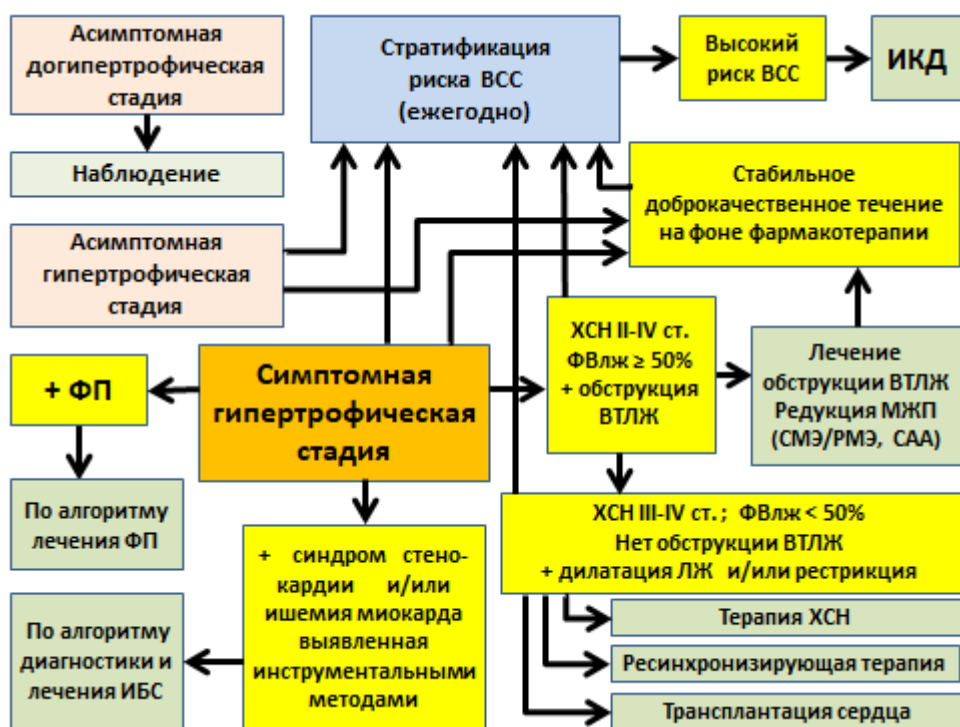 Асимптомная
догипертрофическая
стадия
Стратификация
риска ВСС
(ежегодно)
Высокий
риск ВСС
ИКД
Наблюдение
Стабильное
доброкачественное течение
на фоне фармакотерапии
Асимптомная
гипертрофическая
стадия
ХСН II-IV ст.
ФВлж ≥ 50%
+ обструкция
ВТЛЖ
Лечение
обструкции ВТЛЖ
Редукция МЖП
(СМЭ/РМЭ, САА)
+ ФП
Симптомная
гипертрофическая
стадия
По алгоритму
лечения ФП
ХСН III-IV ст. ; ФВлж < 50%
Нет обструкции ВТЛЖ
+ дилатация ЛЖ и/или рестрикция
+ синдром стено-
кардии и/или
ишемия миокарда
выявленная
инструментальными
методами
По алгоритму
диагностики и
лечения ИБС
Терапия ХСН
Ресинхронизирующая терапия
Трансплантация сердца